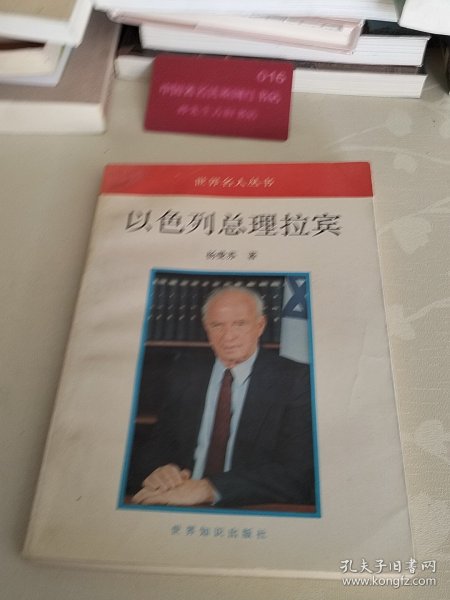 016
世界名人丛书
以色列总理拉宾
杨曼苏 著
世界知识出版社
孔夫子旧书网
www.kongfz.com